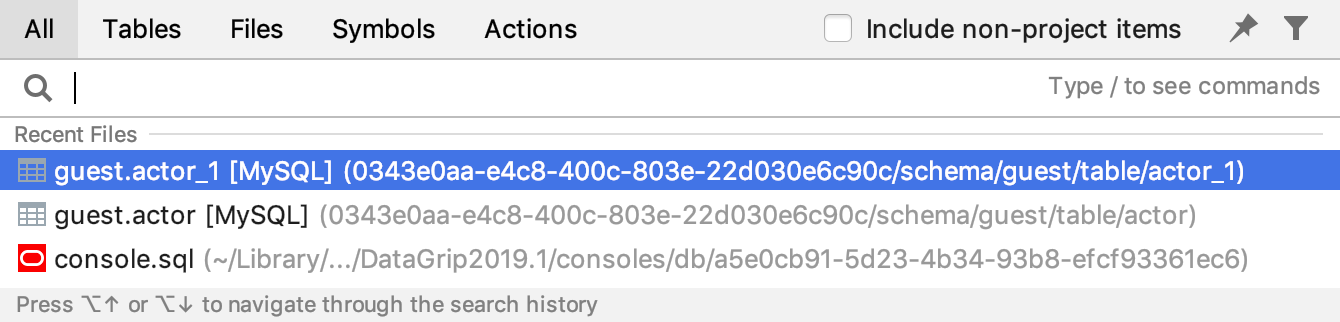 All Tables Files Symbols Actions Include non-project items
Type / to see commands
Recent Files
guest.actor_1 [MySQL] (0343e0aa-e4c8-400c-803e-22d030e6c90c/schema/guest/table/actor_1)
guest.actor [MySQL] (0343e0aa-e4c8-400c-803e-22d030e6c90c/schema/guest/table/actor)
console.sql (~/Library/.../DataGrip2019.1/consoles/db/a5e0cb91-5d23-4b34-93b8-efcf93361ec6)
Press ⌥↑ or ⌥↓ to navigate through the search history